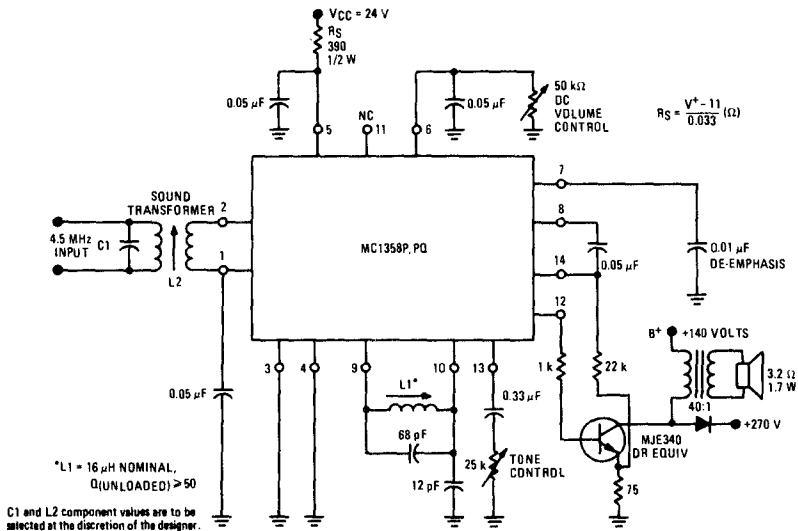 VCC = 24 V
RS
390
1/2 W
0.05 µF
5
NC
11
6
0.05 µF
50 kΩ
DC
VOLUME
CONTROL
RS = V+ – 11 / 0.033 (Ω)
SOUND
TRANSFORMER
2
7
8
4.5 MHz
INPUT
C1
L2
1
MC1358P, PQ
0.05 µF
14
12
0.01 µF
DE-EMPHASIS
3
4
9
10
13
0.05 µF
L1*
68 pF
12 pF
0.33 µF
25 k
TONE
CONTROL
1 k
22 k
B+
+140 VOLTS
40:1
3.2 Ω
1.7 W
+270 V
MJE340
OR EQUIV
75
*L1 = 16 µH NOMINAL,
Q(UNLOADED) ≥ 50
C1 and L2 component values are to be
selected at the discretion of the designer.